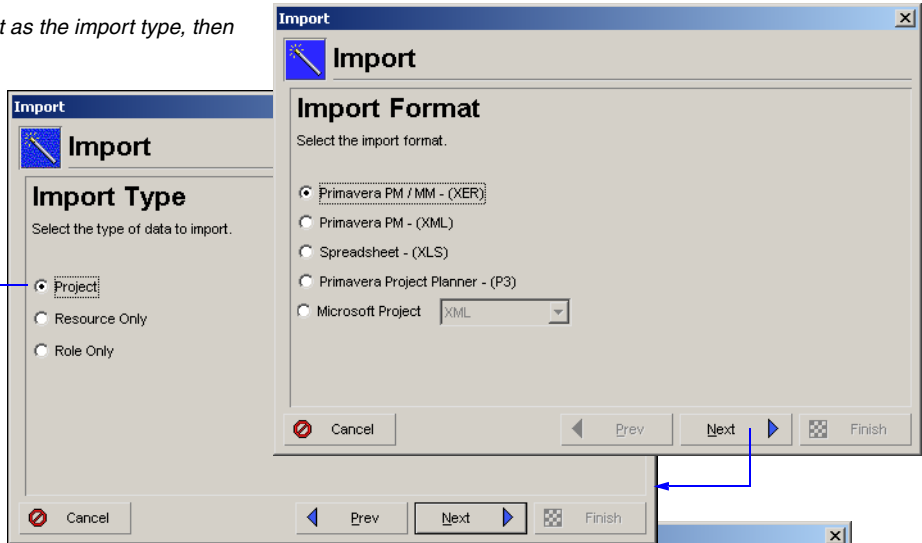 t as the import type, then
Import
Import
Import Format
Select the import format.
Primavera PM / MM - (XER)
Primavera PM - (XML)
Spreadsheet - (XLS)
Primavera Project Planner - (P3)
Microsoft Project XML
Cancel Prev Next Finish
Import
Import
Import Type
Select the type of data to import.
Project
Resource Only
Role Only
Cancel Prev Next Finish